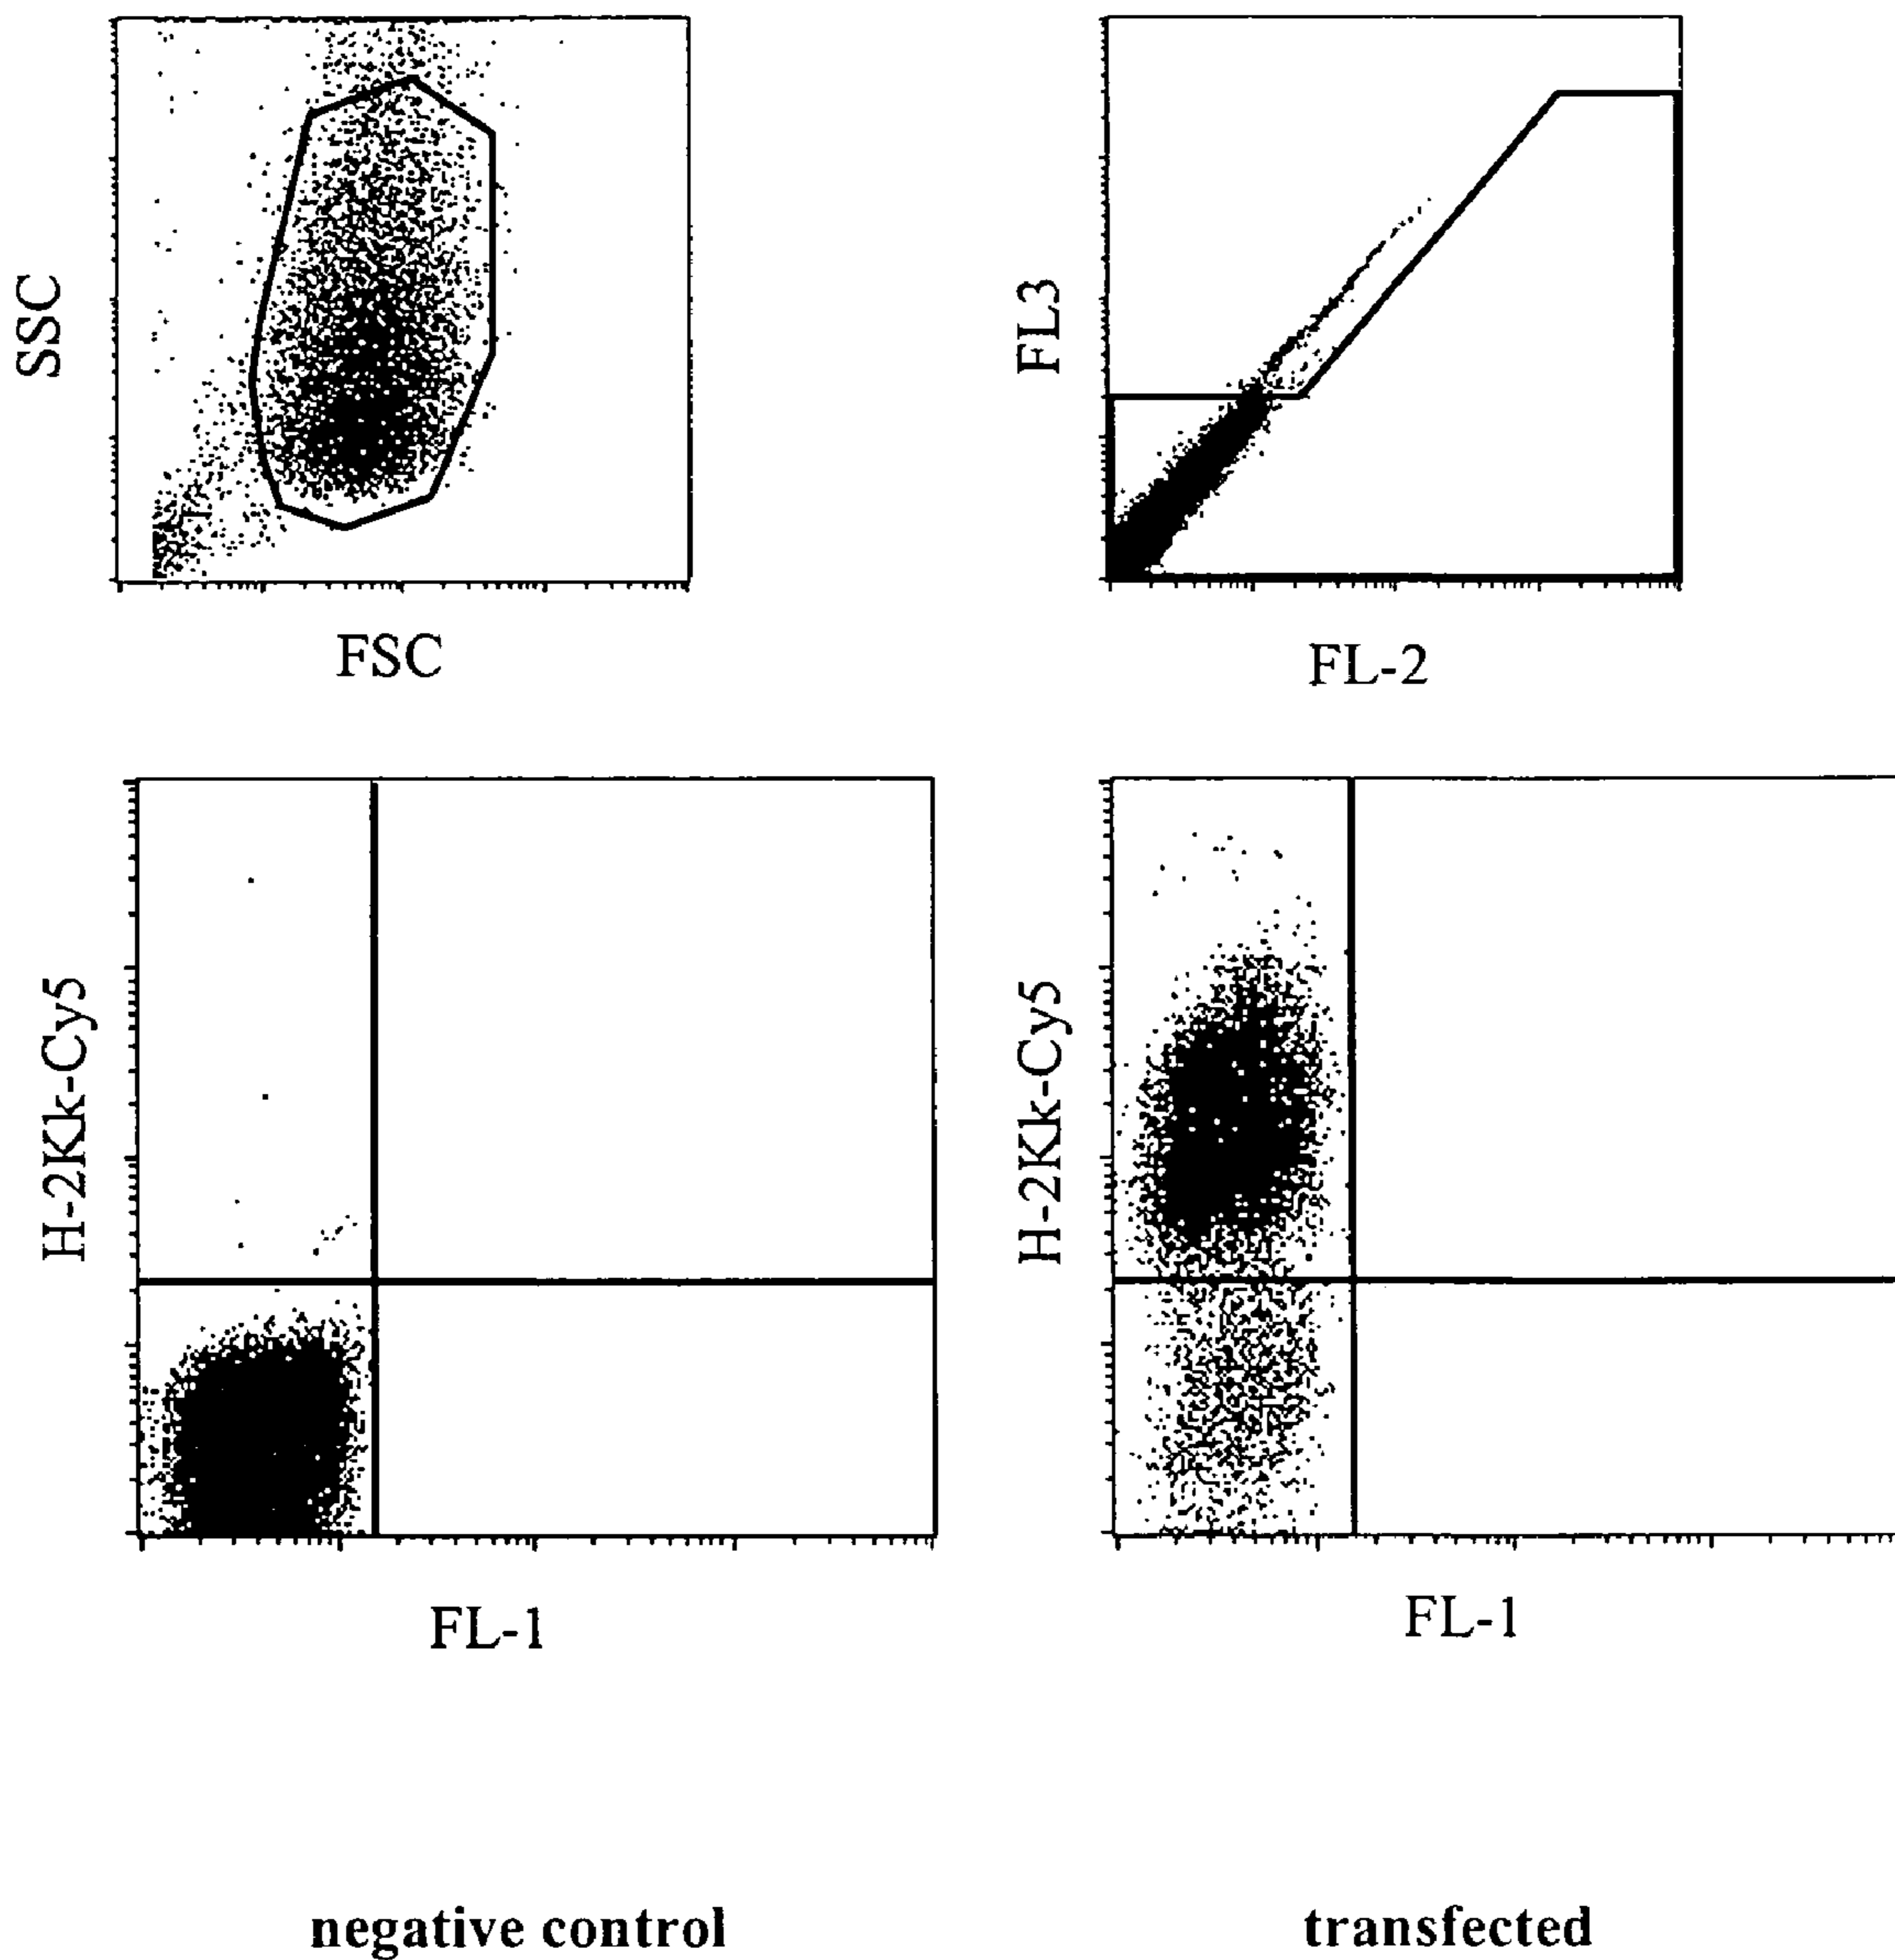 SSC
FSC
FL3
FL-2
H-2Kk-Cy5
FL-1
H-2Kk-Cy5
FL-1
negative control
transfected